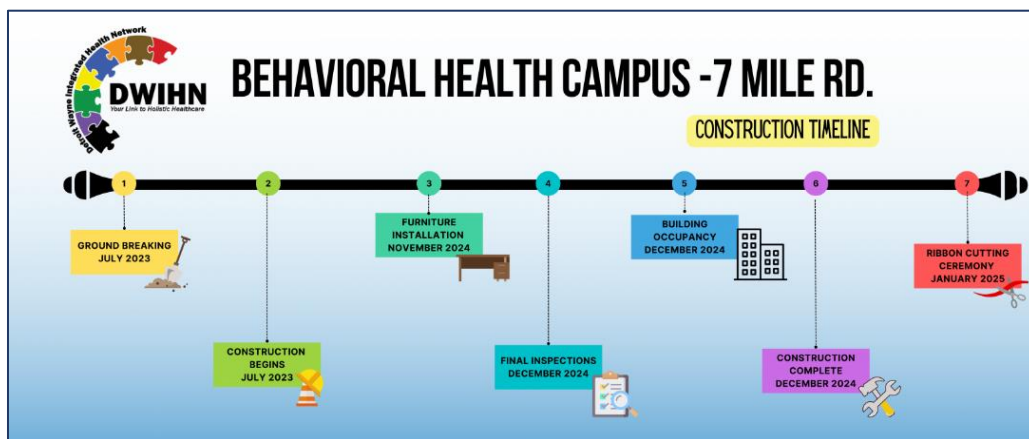 Detroit Wayne Integrated Health Network
DWIHN
Your Link to Holistic Healthcare
BEHAVIORAL HEALTH CAMPUS -7 MILE RD.
CONSTRUCTION TIMELINE
1
2
3
4
5
6
7
GROUND BREAKING
JULY 2023
CONSTRUCTION
BEGINS
JULY 2023
FURNITURE
INSTALLATION
NOVEMBER 2024
FINAL INSPECTIONS
DECEMBER 2024
BUILDING
OCCUPANCY
DECEMBER 2024
CONSTRUCTION
COMPLETE
DECEMBER 2024
RIBBON CUTTING
CEREMONY
JANUARY 2025